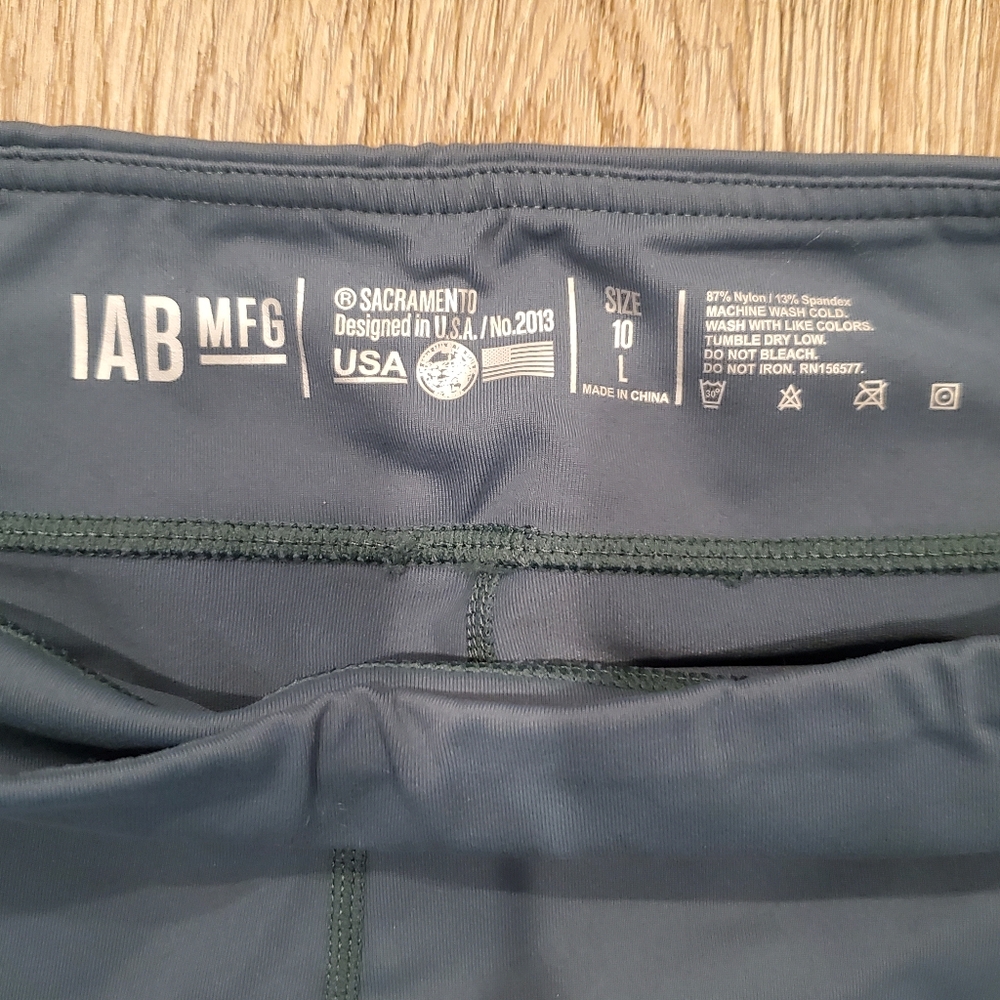 IAB MFG
® SACRAMENTO
Designed in U.S.A. / No.2013
USA
SIZE
10
L
MADE IN CHINA
87% Nylon / 13% Spandex
MACHINE WASH COLD.
WASH WITH LIKE COLORS.
TUMBLE DRY LOW.
DO NOT BLEACH.
DO NOT IRON. RN156577.
30°